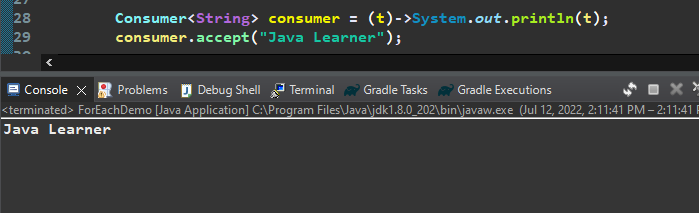 27
28 Consumer<String> consumer = (t)->System.out.println(t);
29 consumer.accept("Java Learner");
30
Console Problems Debug Shell Terminal Gradle Tasks Gradle Executions
<terminated> ForEachDemo [Java Application] C:\Program Files\Java\jdk1.8.0_202\bin\javaw.exe (Jul 12, 2022, 2:11:41 PM – 2:11:41
Java Learner